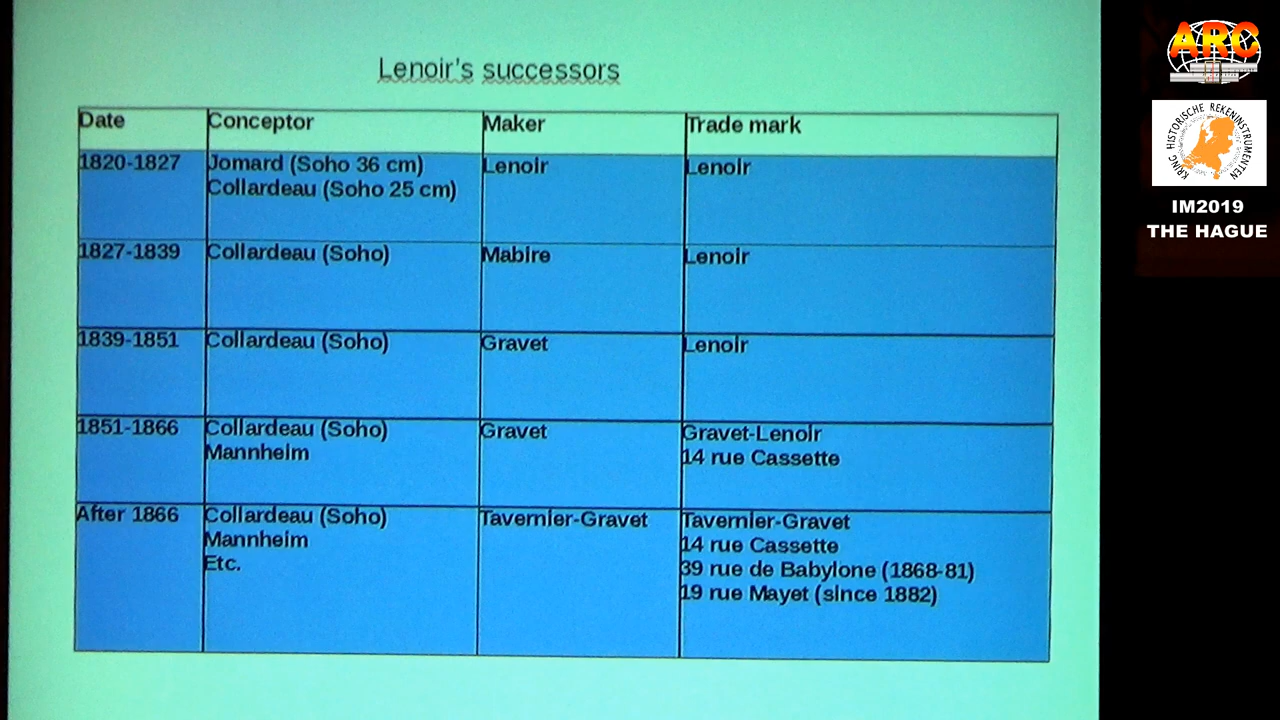 Lenoir's successors
Date Conceptor Maker Trade mark
1820-1827 Jomard (Soho 36 cm) Lenoir Lenoir
Collardeau (Soho 25 cm)
1827-1839 Collardeau (Soho) Mabire Lenoir
1839-1851 Collardeau (Soho) Gravet Lenoir
1851-1866 Collardeau (Soho) Gravet Gravet-Lenoir
Mannheim 14 rue Cassette
After 1866 Collardeau (Soho) Tavernier-Gravet Tavernier-Gravet
Mannheim 14 rue Cassette
Etc. 39 rue de Babylone (1868-81)
19 rue Mayet (since 1882)
ARC
KRING HISTORISCHE REKENINSTRUMENTEN
IM2019
THE HAGUE